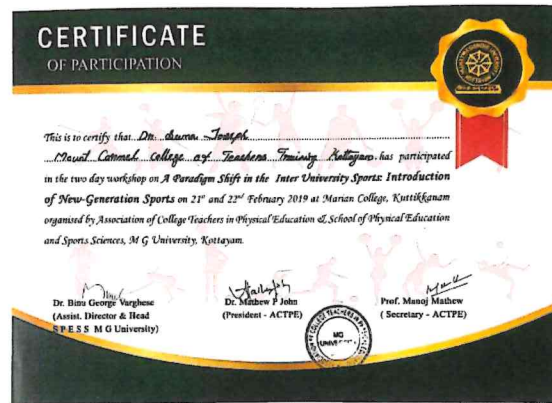 CERTIFICATE
OF PARTICIPATION
This is to certify that Dr. Suma Joseph
Mount Carmel College of Teachers Training Kottayam has participated
in the two day workshop on A Paradigm Shift in the Inter University Sports: Introduction
of New-Generation Sports on 21st and 22nd February 2019 at Marian College, Kuttikkanam
organised by Association of College Teachers in Physical Education & School of Physical Education
and Sports Sciences, M G University, Kottayam.
Dr. Binu George Varghese
(Assist. Director & Head
S P E S S M G University)
Dr. Mathew P John
(President - ACTPE)
Prof. Manoj Mathew
( Secretary - ACTPE)
COLLEGE TEACHERS
MG